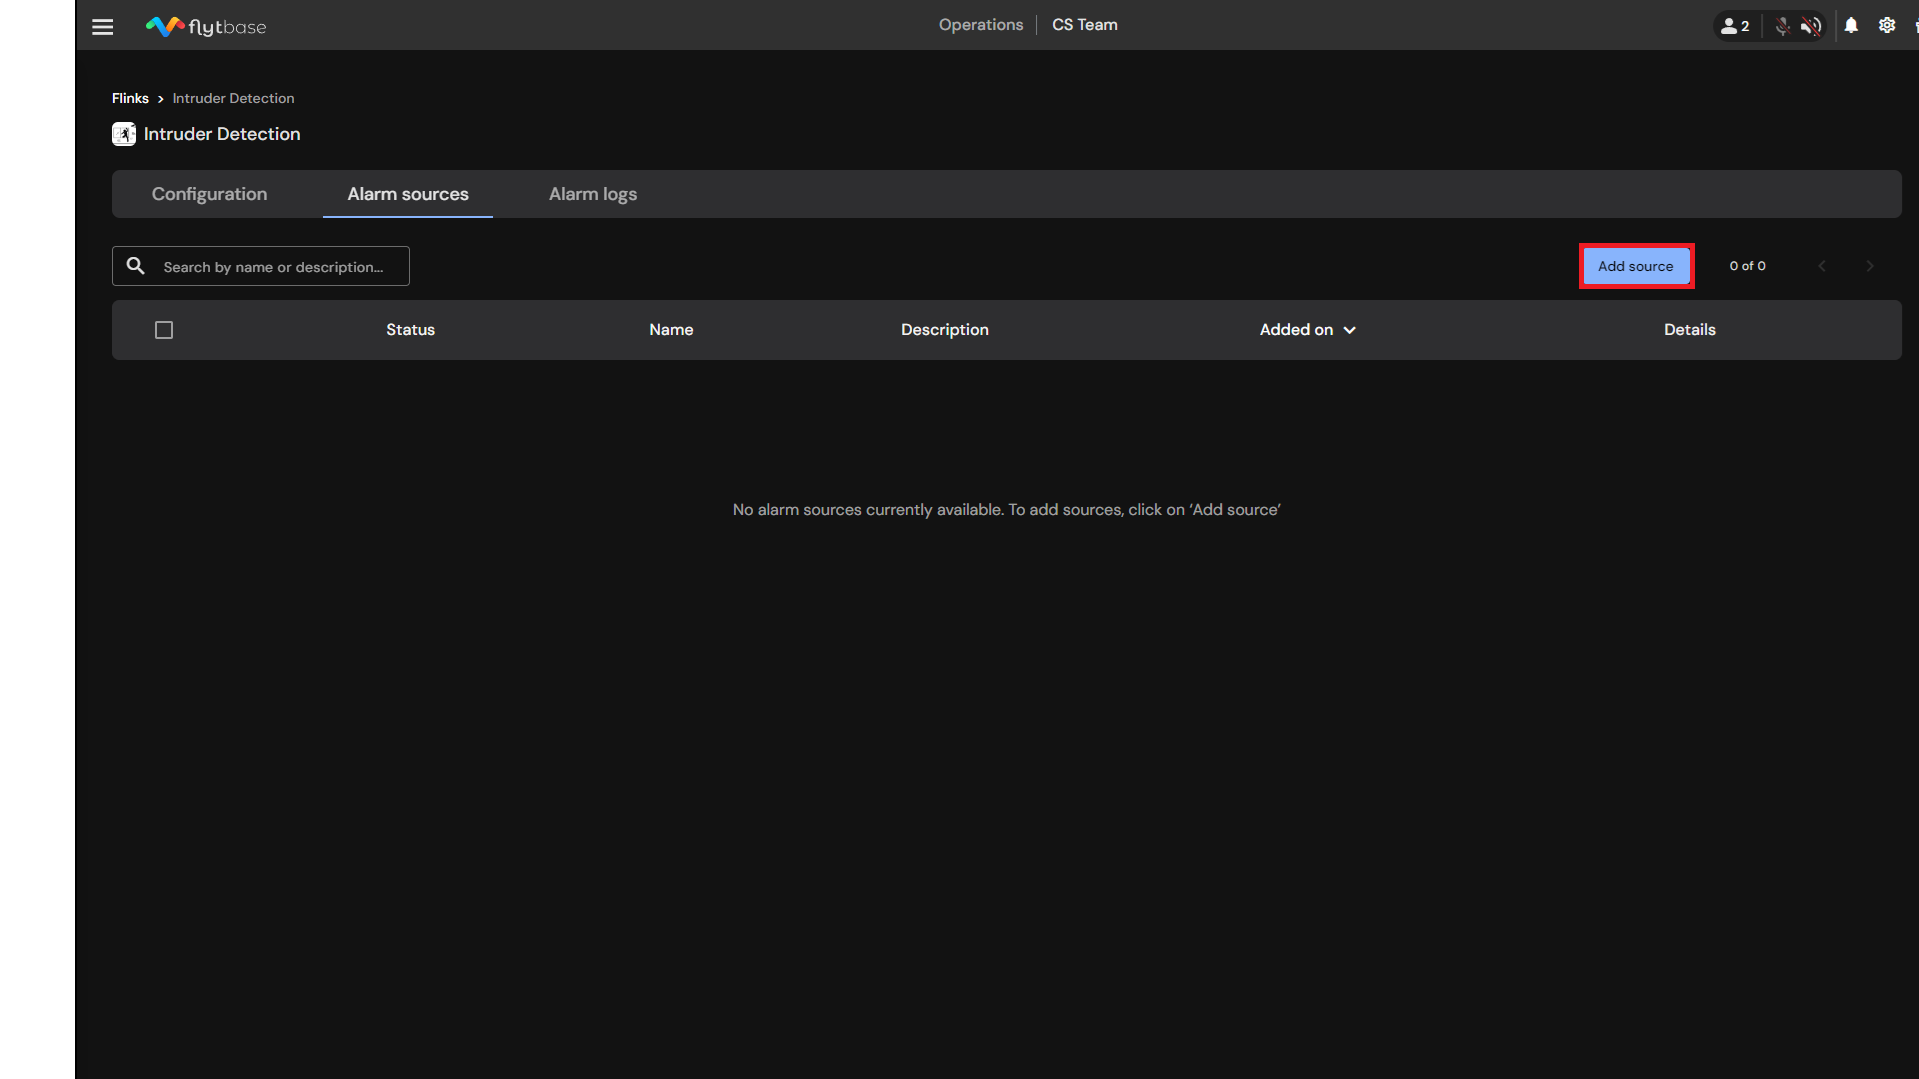 flytbase
Operations | CS Team
2
Flinks > Intruder Detection
Intruder Detection
Configuration Alarm sources Alarm logs
Search by name or description... Add source 0 of 0
Status Name Description Added on Details
No alarm sources currently available. To add sources, click on ‘Add source’